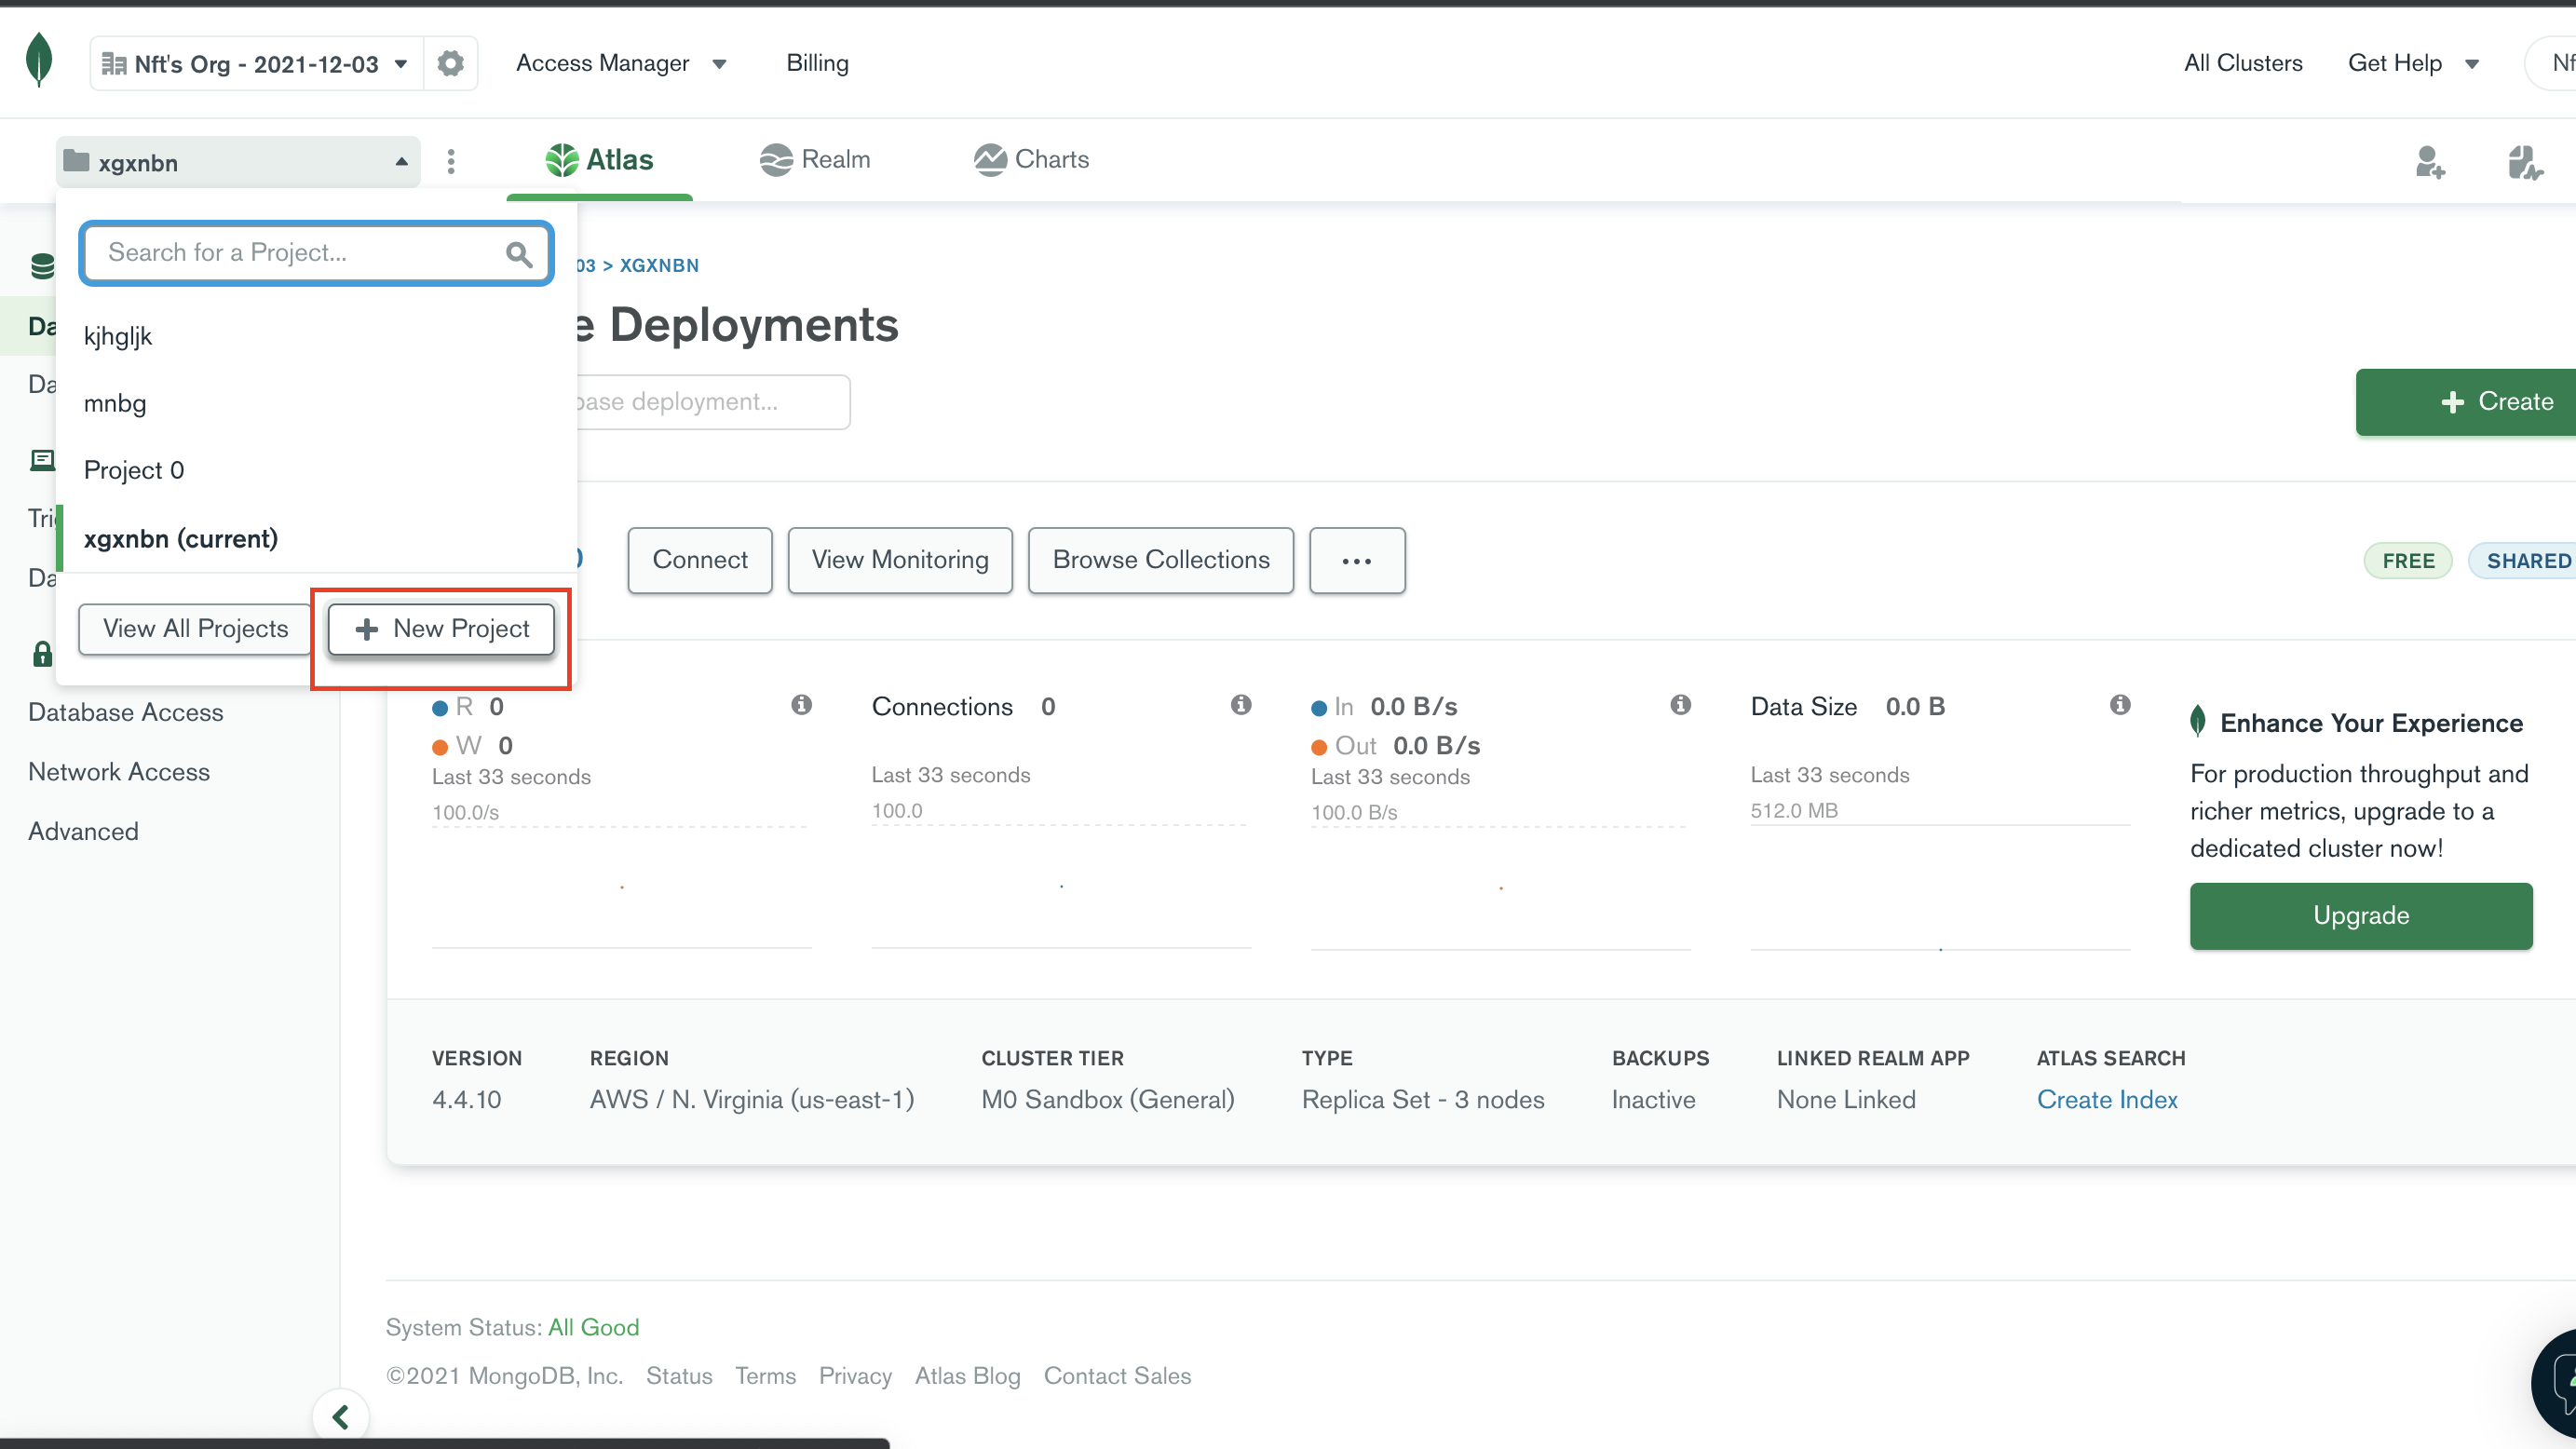 Nft's Org - 2021-12-03
Access Manager
Billing
All Clusters
Get Help
xgxnbn
Atlas
Realm
Charts
Search for a Project...
03 > XGXNBN
kjhgljk
e Deployments
mnbg
base deployment...
Create
Project 0
xgxnbn (current)
Connect
View Monitoring
Browse Collections
...
FREE
SHARED
View All Projects
+ New Project
Database Access
Network Access
Advanced
R 0
W 0
Last 33 seconds
100.0/s
Connections 0
Last 33 seconds
100.0
In 0.0 B/s
Out 0.0 B/s
Last 33 seconds
100.0 B/s
Data Size 0.0 B
Last 33 seconds
512.0 MB
Enhance Your Experience
For production throughput and
richer metrics, upgrade to a
dedicated cluster now!
Upgrade
VERSION
4.4.10
REGION
AWS / N. Virginia (us-east-1)
CLUSTER TIER
M0 Sandbox (General)
TYPE
Replica Set - 3 nodes
BACKUPS
Inactive
LINKED REALM APP
None Linked
ATLAS SEARCH
Create Index
System Status: All Good
©2021 MongoDB, Inc. Status Terms Privacy Atlas Blog Contact Sales